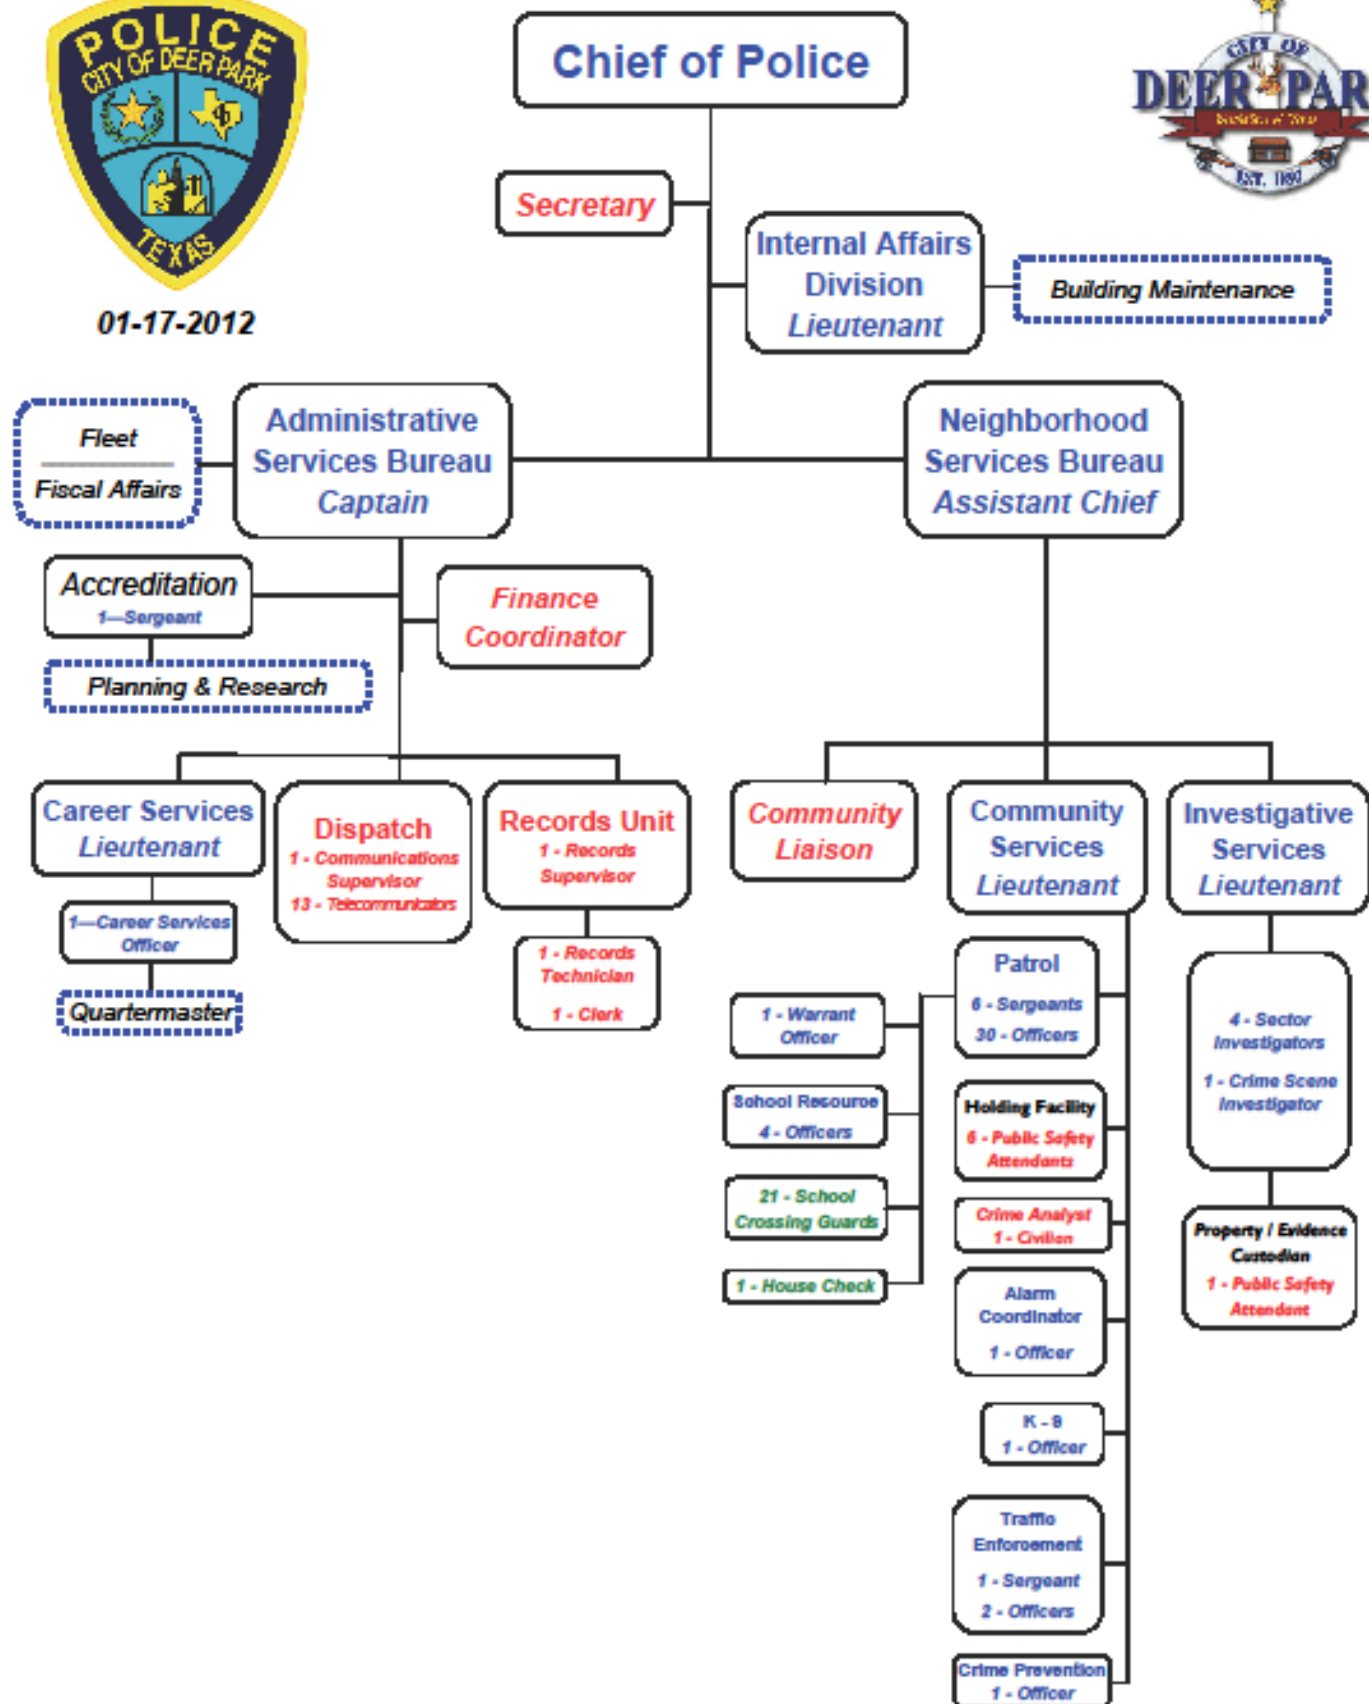 POLICE
CITY OF DEER PARK
TEXAS
01-17-2012
Chief of Police
CITY OF
DEER PAR
EST. 1892
Secretary
Internal Affairs
Division
Lieutenant
Building Maintenance
Fleet
Fiscal Affairs
Administrative
Services Bureau
Captain
Neighborhood
Services Bureau
Assistant Chief
Accreditation
1—Sergeant
Planning & Research
Finance
Coordinator
Career Services
Lieutenant
1—Career Services
Officer
Quartermaster
Dispatch
1 - Communications
Supervisor
13 - Telecommunicators
Records Unit
1 - Records
Supervisor
1 - Records
Technician
1 - Clerk
Community
Liaison
Community
Services
Lieutenant
Investigative
Services
Lieutenant
Patrol
6 - Sergeants
30 - Officers
1 - Warrant
Officer
School Resource
4 - Officers
21 - School
Crossing Guards
1 - House Check
Holding Facility
6 - Public Safety
Attendants
Crime Analyst
1 - Civilian
Alarm
Coordinator
1 - Officer
K - 9
1 - Officer
Traffic
Enforcement
1 - Sergeant
2 - Officers
Crime Prevention
1 - Officer
4 - Sector
Investigators
1 - Crime Scene
Investigator
Property / Evidence
Custodian
1 - Public Safety
Attendant